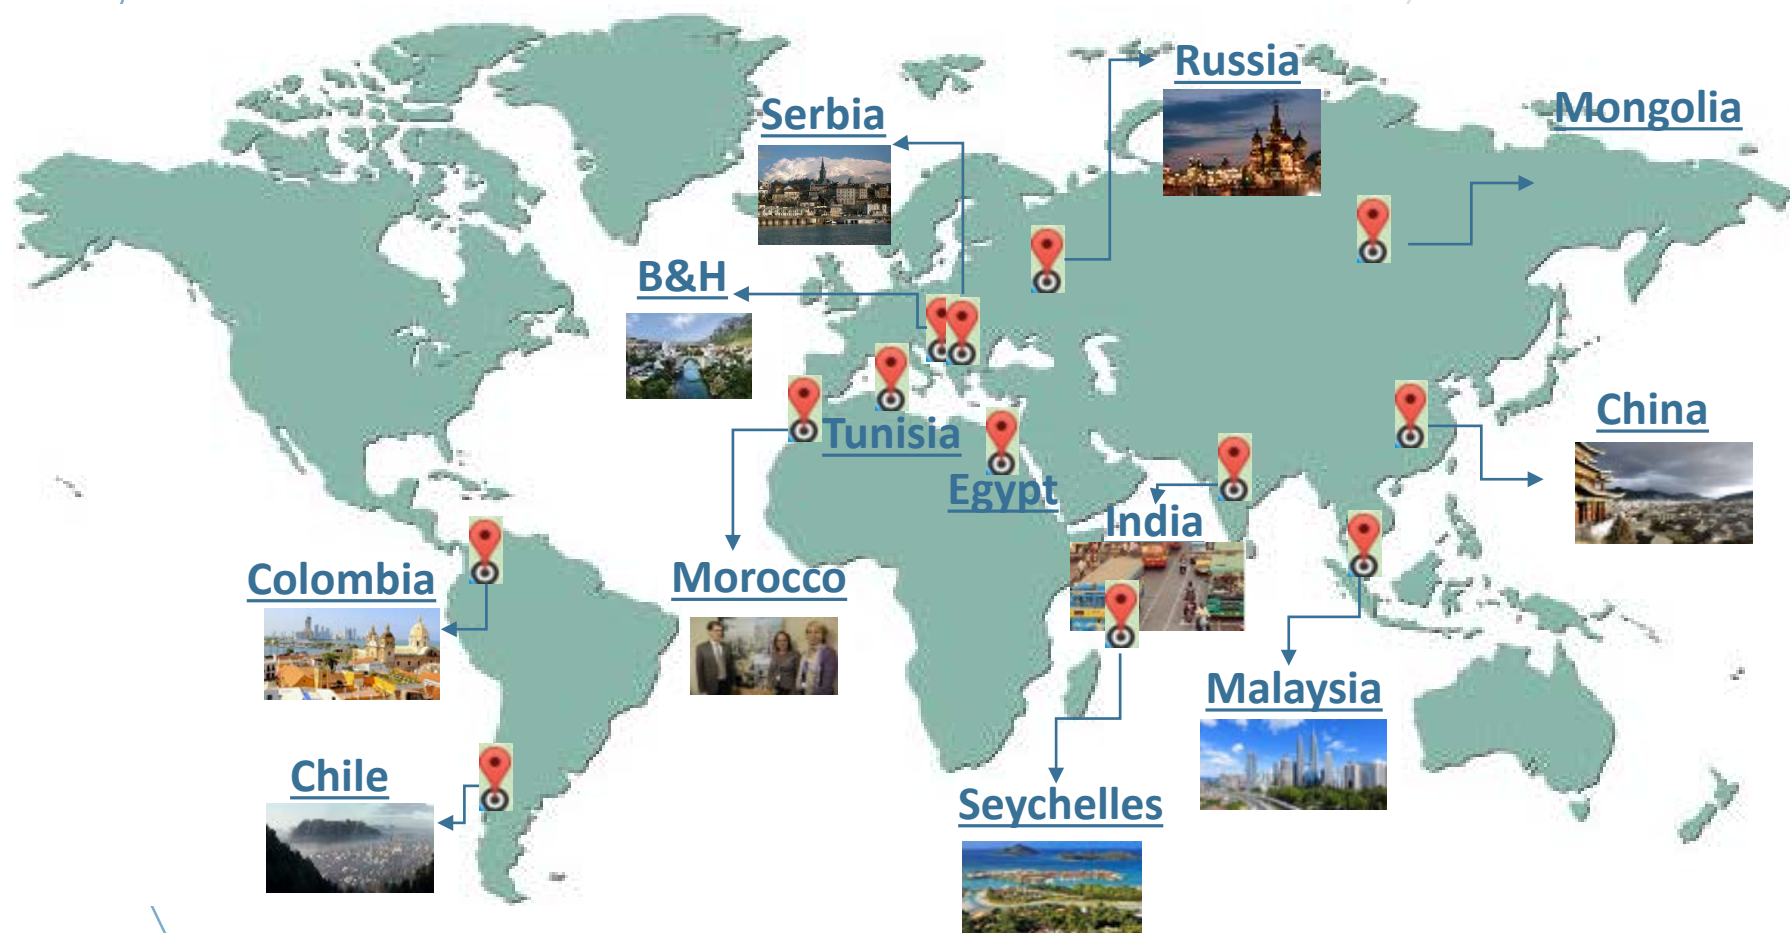 Russia
Mongolia
Serbia
B&H
China
Tunisia
Egypt
India
Colombia
Morocco
Malaysia
Chile
Seychelles